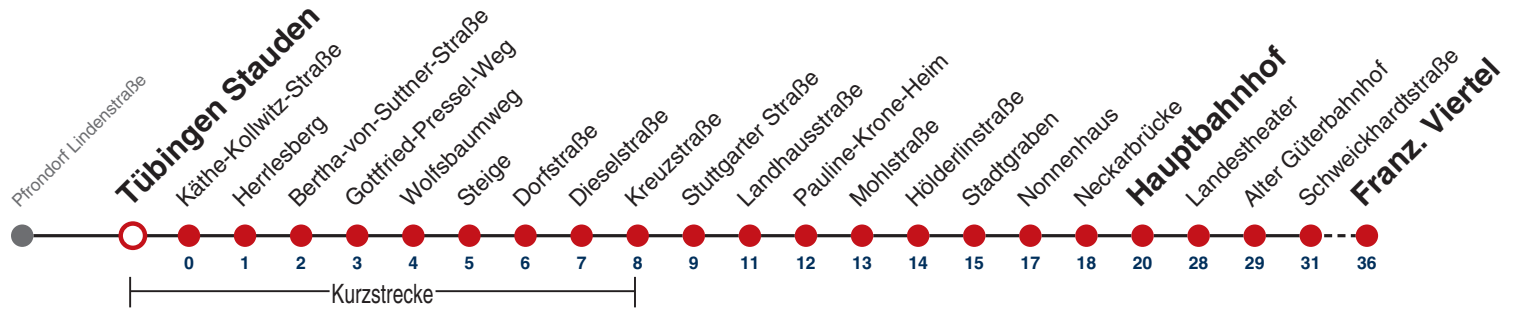 Pfrondorf Lindenstraße
Tübingen Stauden
Käthe-Kollwitz-Straße
Herrlesberg
Bertha-von-Suttner-Straße
Gottfried-Pressel-Weg
Wolfsbaumweg
Steige
Dorfstraße
Dieselstraße
Kreuzstraße
Stuttgarter Straße
Landhausstraße
Pauline-Krone-Heim
Mohlstraße
Hölderlinstraße
Stadtgraben
Nonnenhaus
Neckarbrücke
Hauptbahnhof
Landestheater
Alter Güterbahnhof
Schweickhardtstraße
Franz. Viertel
0 1 2 3 4 5 6 7 8 9 11 12 13 14 15 17 18 20 28 29 31 36
Kurzstrecke